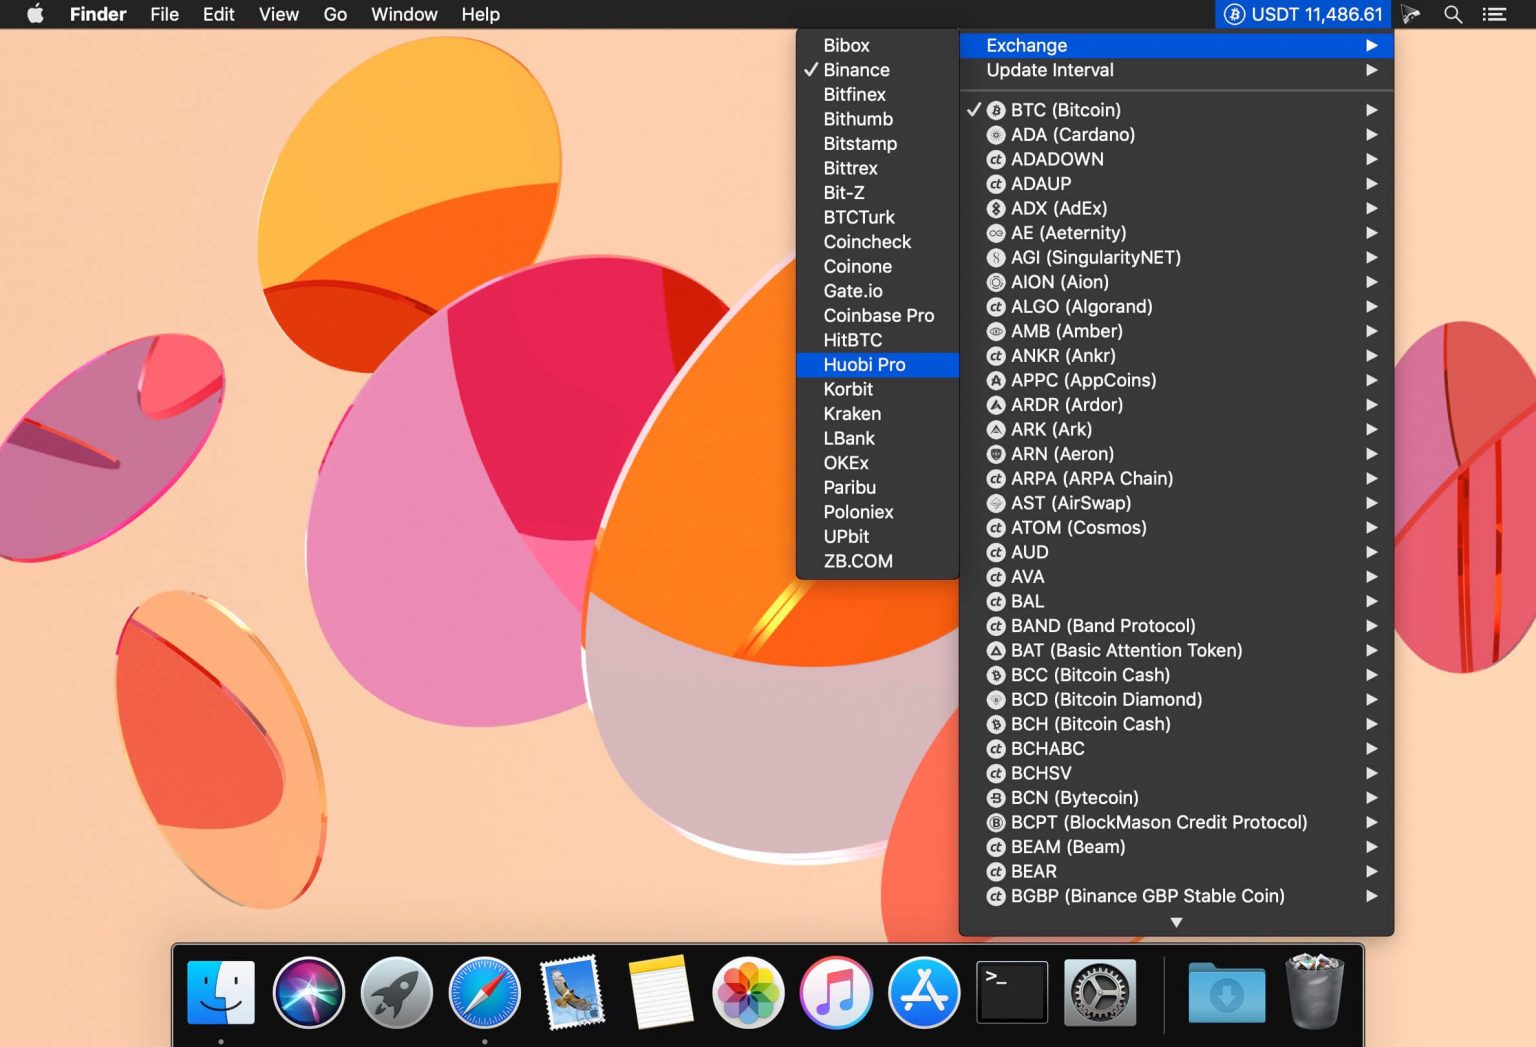 Finder File Edit View Go Window Help USDT 11,486.61
Bibox
✓ Binance
Bitfinex
Bithumb
Bitstamp
Bittrex
Bit-Z
BTCTurk
Coincheck
Coinone
Gate.io
Coinbase Pro
HitBTC
Huobi Pro
Korbit
Kraken
LBank
OKEx
Paribu
Poloniex
UPbit
ZB.COM
Exchange
Update Interval
✓ BTC (Bitcoin)
ADA (Cardano)
ADADOWN
ADAUP
ADX (AdEx)
AE (Aeternity)
AGI (SingularityNET)
AION (Aion)
ALGO (Algorand)
AMB (Amber)
ANKR (Ankr)
APPC (AppCoins)
ARDR (Ardor)
ARK (Ark)
ARN (Aeron)
ARPA (ARPA Chain)
AST (AirSwap)
ATOM (Cosmos)
AUD
AVA
BAL
BAND (Band Protocol)
BAT (Basic Attention Token)
BCC (Bitcoin Cash)
BCD (Bitcoin Diamond)
BCH (Bitcoin Cash)
BCHABC
BCHSV
BCN (Bytecoin)
BCPT (BlockMason Credit Protocol)
BEAM (Beam)
BEAR
BGBP (Binance GBP Stable Coin)
>_